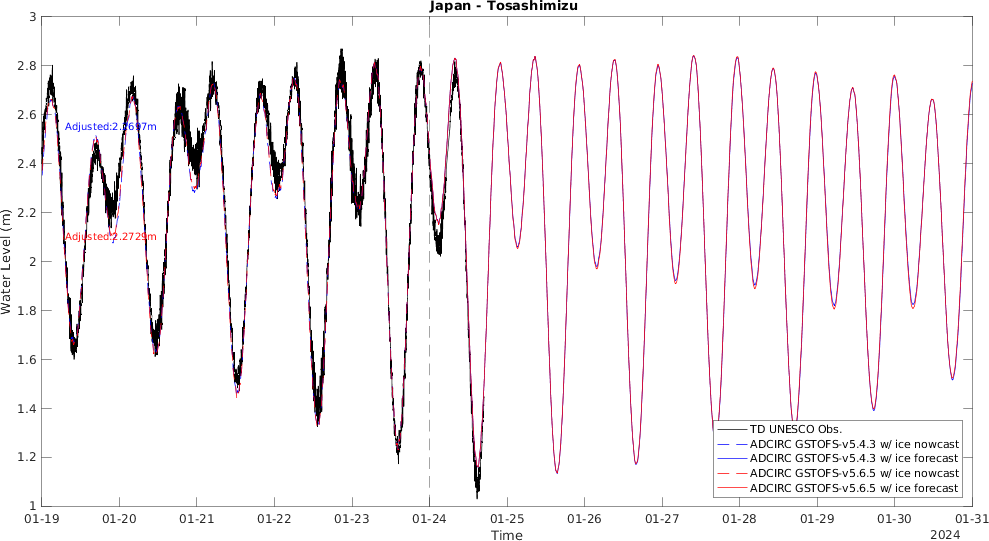 Japan - Tosashimizu
Water Level (m)
3
2.8
2.6
2.4
2.2
2
1.8
1.6
1.4
1.2
1
Adjusted:2.2697m
Adjusted:2.2729m
TD UNESCO Obs.
ADCIRC GSTOFS-v5.4.3 w/ ice nowcast
ADCIRC GSTOFS-v5.4.3 w/ ice forecast
ADCIRC GSTOFS-v5.6.5 w/ ice nowcast
ADCIRC GSTOFS-v5.6.5 w/ ice forecast
01-19 01-20 01-21 01-22 01-23 01-24 01-25 01-26 01-27 01-28 01-29 01-30 01-31
Time
2024